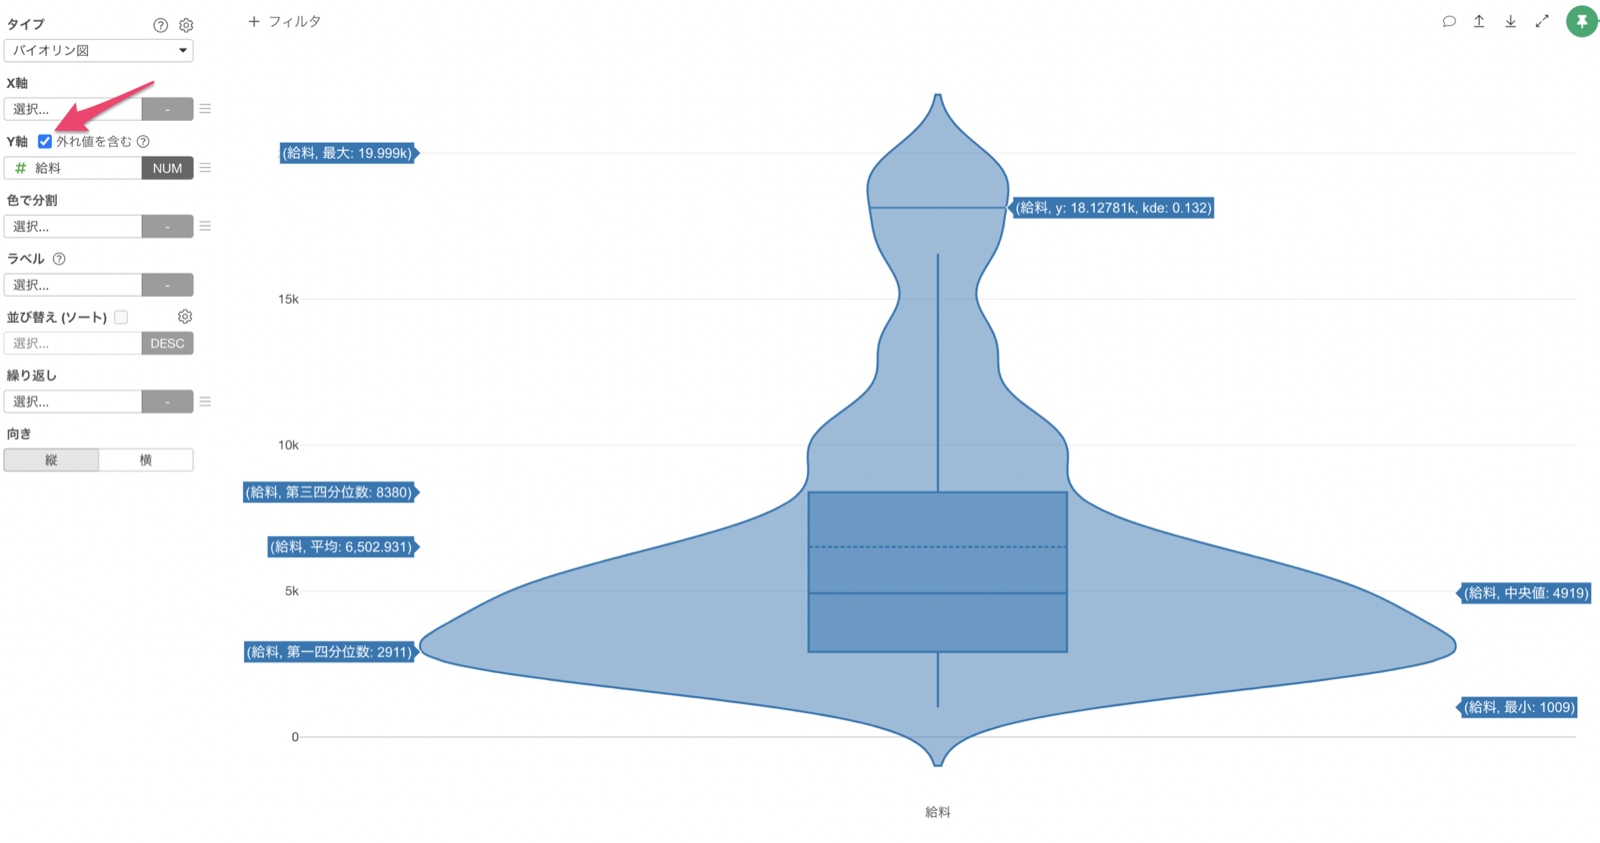 タイプ
バイオリン図
X軸
選択... -
Y軸 外れ値を含む
# 給料 NUM
色で分割
選択... -
ラベル
選択... -
並び替え (ソート)
選択... DESC
繰り返し
選択... -
向き
縦 横
+ フィルタ
(給料, 最大: 19.999k)
(給料, y: 18.12781k, kde: 0.132)
15k
10k
(給料, 第三四分位数: 8380)
(給料, 平均: 6,502.931)
5k
(給料, 中央値: 4919)
(給料, 第一四分位数: 2911)
(給料, 最小: 1009)
0
給料